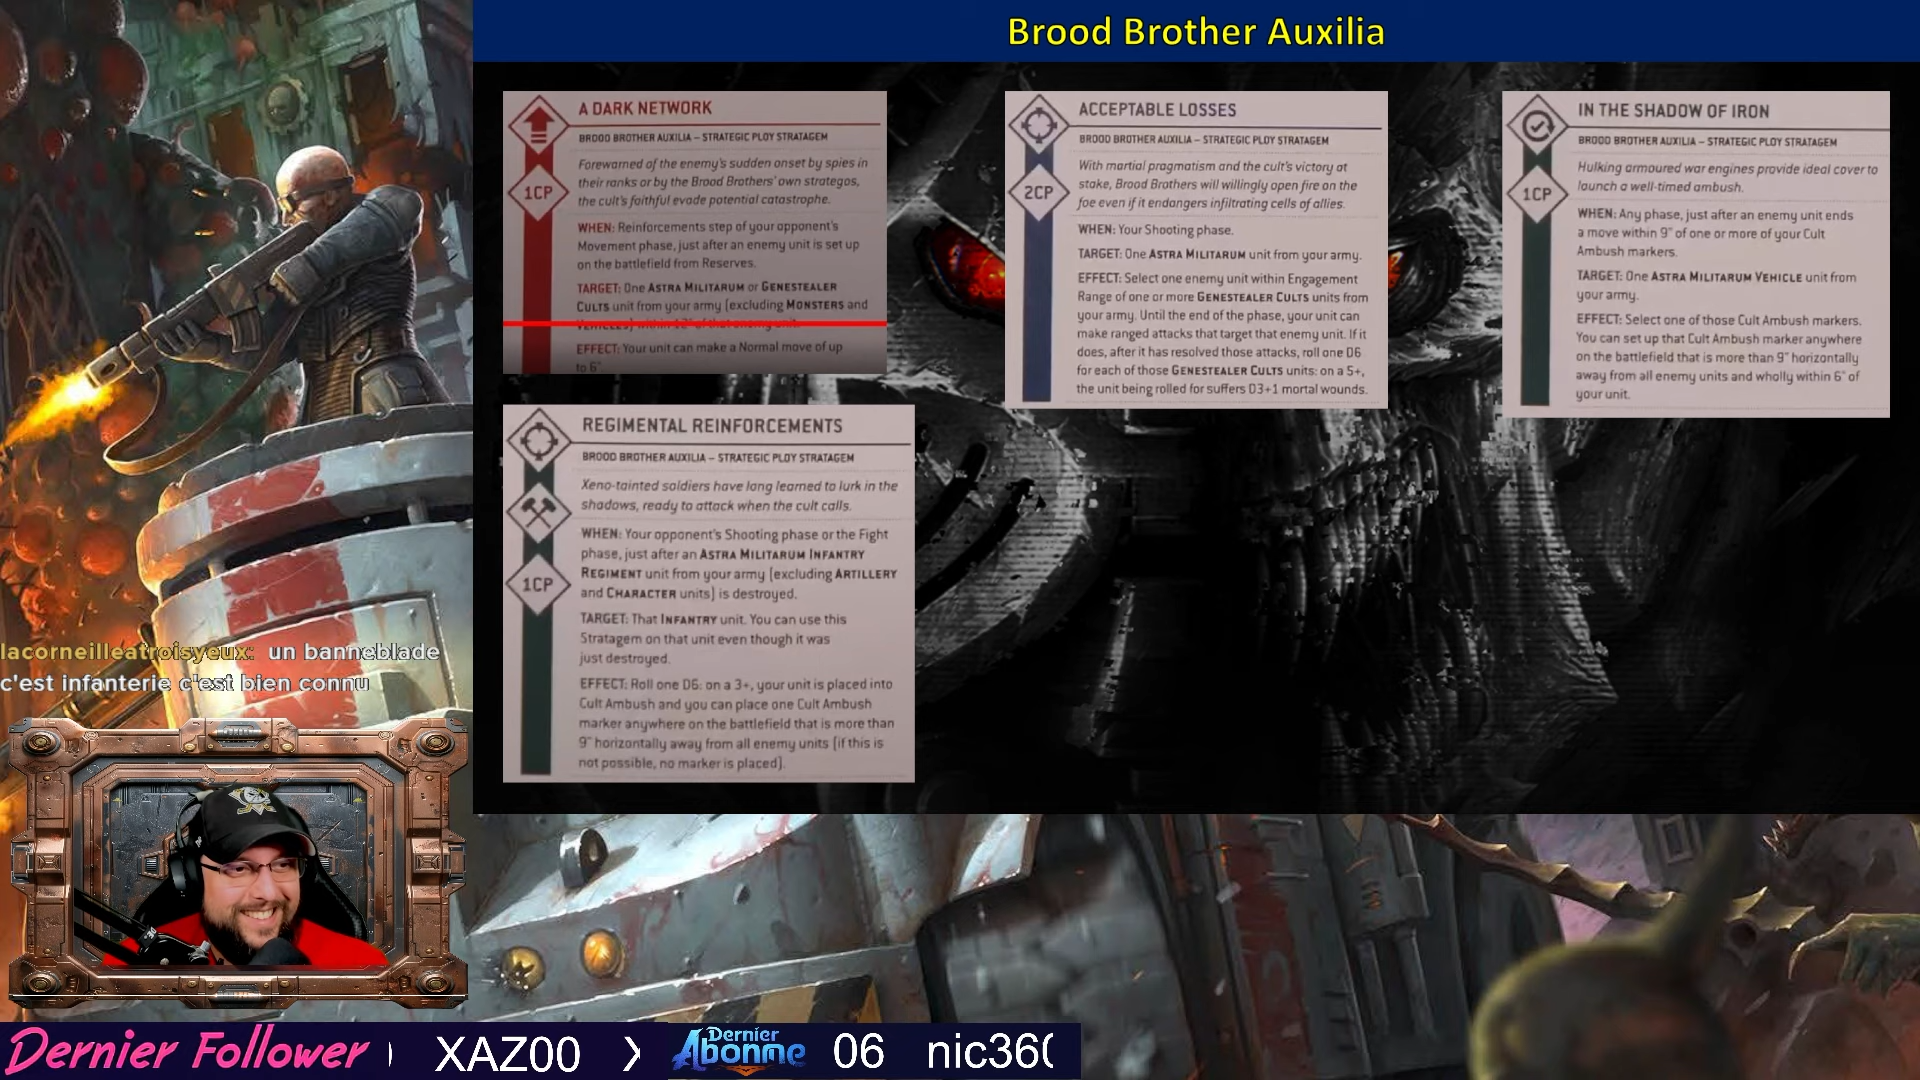 Brood Brother Auxilia
A DARK NETWORK
BROOD BROTHER AUXILIA – STRATEGIC PLOY STRATAGEM
1CP
Forewarned of the enemy's sudden onset by spies in
their ranks or by the Brood Brothers' own strategos,
the cult's faithful evade potential catastrophe.
WHEN: Reinforcements step of your opponent's
Movement phase, just after an enemy unit is set up
on the battlefield from Reserves.
TARGET: One ASTRA MILITARUM or GENESTEALER
CULTS unit from your army (excluding MONSTERS and
VEHICLES) within 12" of that enemy unit.
EFFECT: Your unit can make a Normal move of up
to 6".
ACCEPTABLE LOSSES
BROOD BROTHER AUXILIA – STRATEGIC PLOY STRATAGEM
2CP
With martial pragmatism and the cult's victory at
stake, Brood Brothers will willingly open fire on the
foe even if it endangers infiltrating cells of allies.
WHEN: Your Shooting phase.
TARGET: One ASTRA MILITARUM unit from your army.
EFFECT: Select one enemy unit within Engagement
Range of one or more GENESTEALER CULTS units from
your army. Until the end of the phase, your unit can
make ranged attacks that target that enemy unit. If it
does, after it has resolved those attacks, roll one D6
for each of those GENESTEALER CULTS units: on a 5+,
the unit being rolled for suffers D3+1 mortal wounds.
IN THE SHADOW OF IRON
BROOD BROTHER AUXILIA – STRATEGIC PLOY STRATAGEM
1CP
Hulking armoured war engines provide ideal cover to
launch a well-timed ambush.
WHEN: Any phase, just after an enemy unit ends
a move within 9" of one or more of your Cult
Ambush markers.
TARGET: One ASTRA MILITARUM VEHICLE unit from
your army.
EFFECT: Select one of those Cult Ambush markers.
You can set up that Cult Ambush marker anywhere
on the battlefield that is more than 9" horizontally
away from all enemy units and wholly within 6" of
your unit.
REGIMENTAL REINFORCEMENTS
BROOD BROTHER AUXILIA – STRATEGIC PLOY STRATAGEM
1CP
Xeno-tainted soldiers have long learned to lurk in the
shadows, ready to attack when the cult calls.
WHEN: Your opponent's Shooting phase or the Fight
phase, just after an ASTRA MILITARUM INFANTRY
REGIMENT unit from your army (excluding ARTILLERY
and CHARACTER units) is destroyed.
TARGET: That INFANTRY unit. You can use this
Stratagem on that unit even though it was
just destroyed.
EFFECT: Roll one D6: on a 3+, your unit is placed into
Cult Ambush and you can place one Cult Ambush
marker anywhere on the battlefield that is more than
9" horizontally away from all enemy units (if this is
not possible, no marker is placed).
lacorneilleatroisyeux: un banneblade
c'est infanterie c'est bien connu
Dernier Follower XAZ00 X
Dernier
Abonne 06 nic360